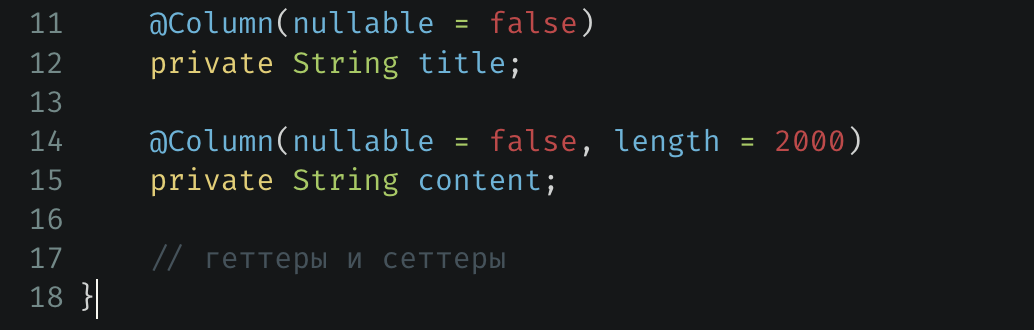 11 @Column(nullable = false)
12 private String title;
13
14 @Column(nullable = false, length = 2000)
15 private String content;
16
17 // геттеры и сеттеры
18 }